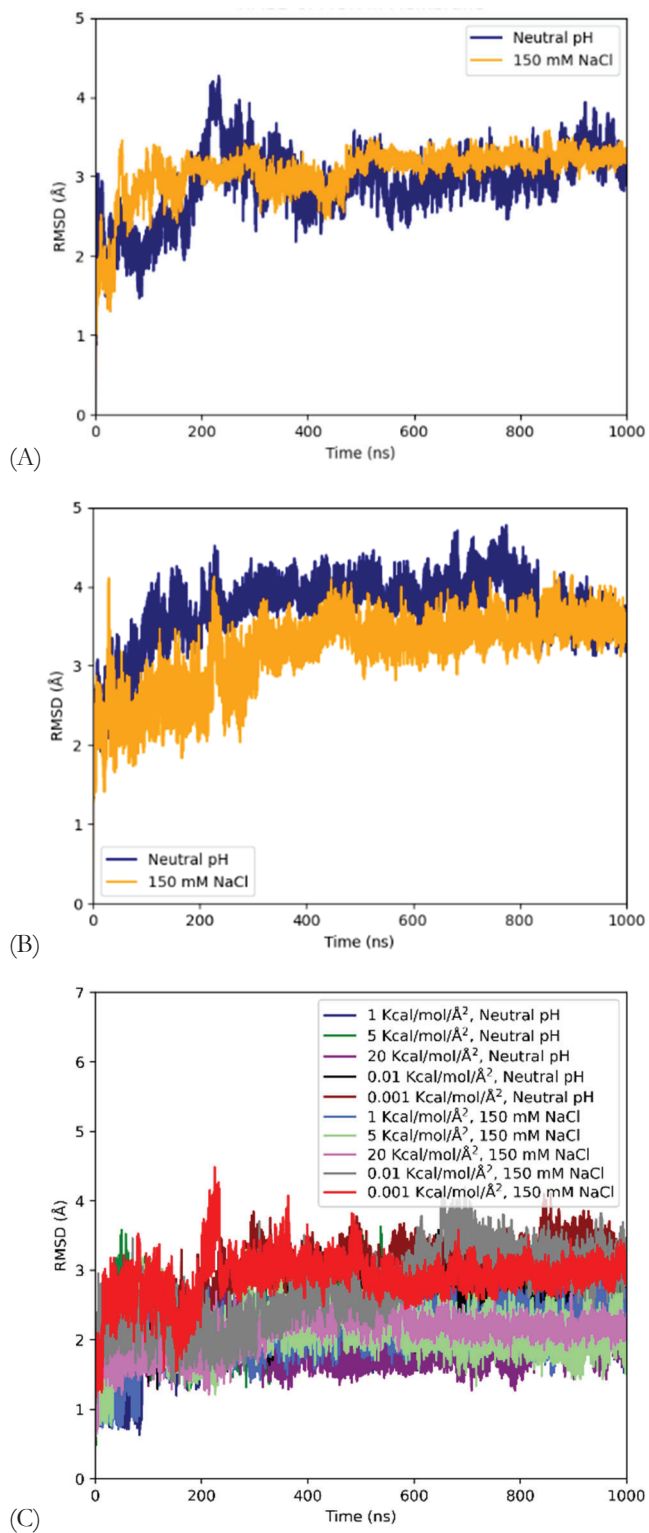 5
4
3
2
1
0
RMSD (Å)
Neutral pH
150 mM NaCl
0 200 400 600 800 1000
Time (ns)
(A)
5
4
3
2
1
0
RMSD (Å)
Neutral pH
150 mM NaCl
0 200 400 600 800 1000
Time (ns)
(B)
7
6
5
4
3
2
1
0
RMSD (Å)
1 Kcal/mol/Å², Neutral pH
5 Kcal/mol/Å², Neutral pH
20 Kcal/mol/Å², Neutral pH
0.01 Kcal/mol/Å², Neutral pH
0.001 Kcal/mol/Å², Neutral pH
1 Kcal/mol/Å², 150 mM NaCl
5 Kcal/mol/Å², 150 mM NaCl
20 Kcal/mol/Å², 150 mM NaCl
0.01 Kcal/mol/Å², 150 mM NaCl
0.001 Kcal/mol/Å², 150 mM NaCl
0 200 400 600 800 1000
Time (ns)
(C)